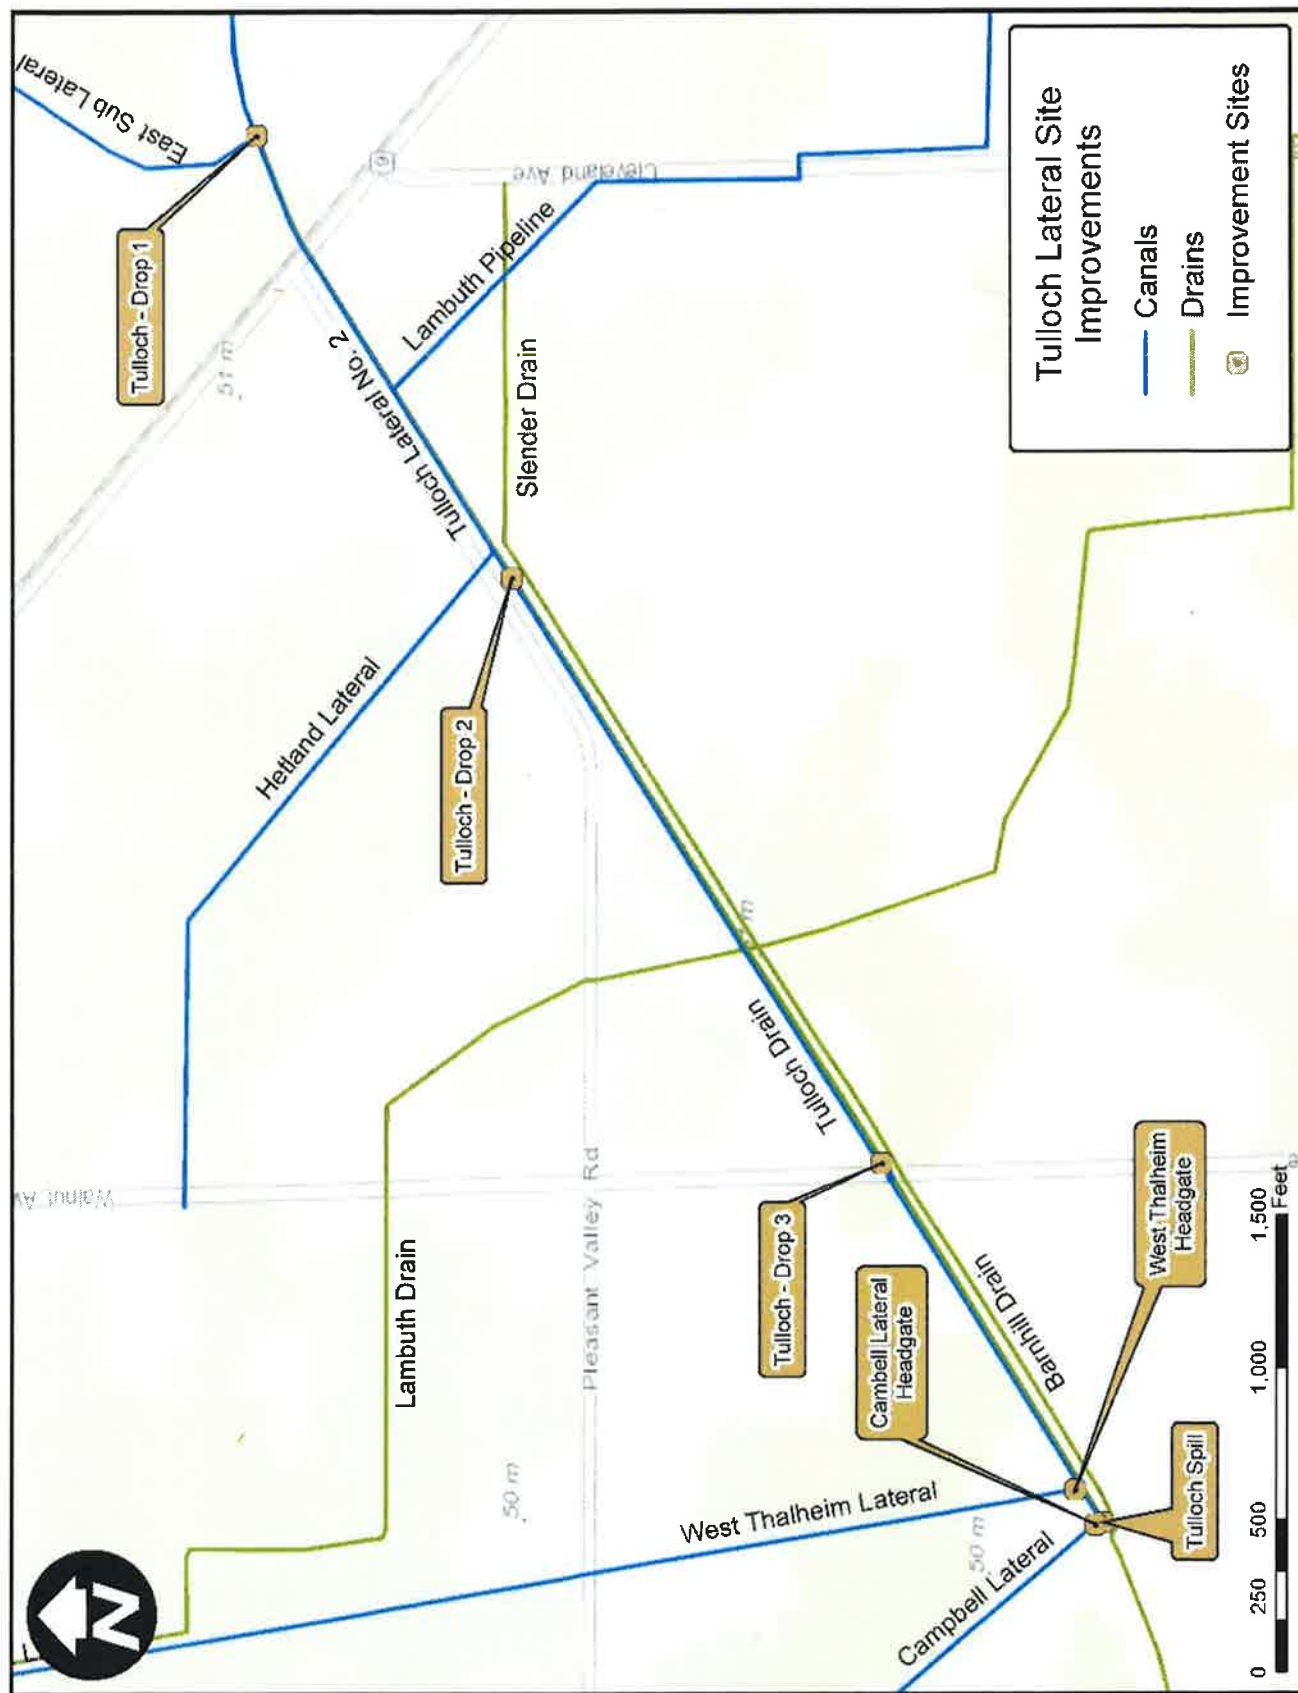 East Sub Lateral
Tulloch - Drop 1
51 m
9
Cleveland Ave
Tulloch Lateral No. 2
Lambuth Pipeline
Slender Drain
Hetland Lateral
Tulloch - Drop 2
Walnut Av
Tulloch Drain
Pleasant Valley Rd
Lambuth Drain
Tulloch - Drop 3
Cambell Lateral
Headgate
Barnhill Drain
West Thalheim
Headgate
50 m
West Thalheim Lateral
50 m
Campbell Lateral
Tulloch Spill
N
0 250 500 1,000 1,500
Feet
Tulloch Lateral Site
Improvements
Canals
Drains
Improvement Sites